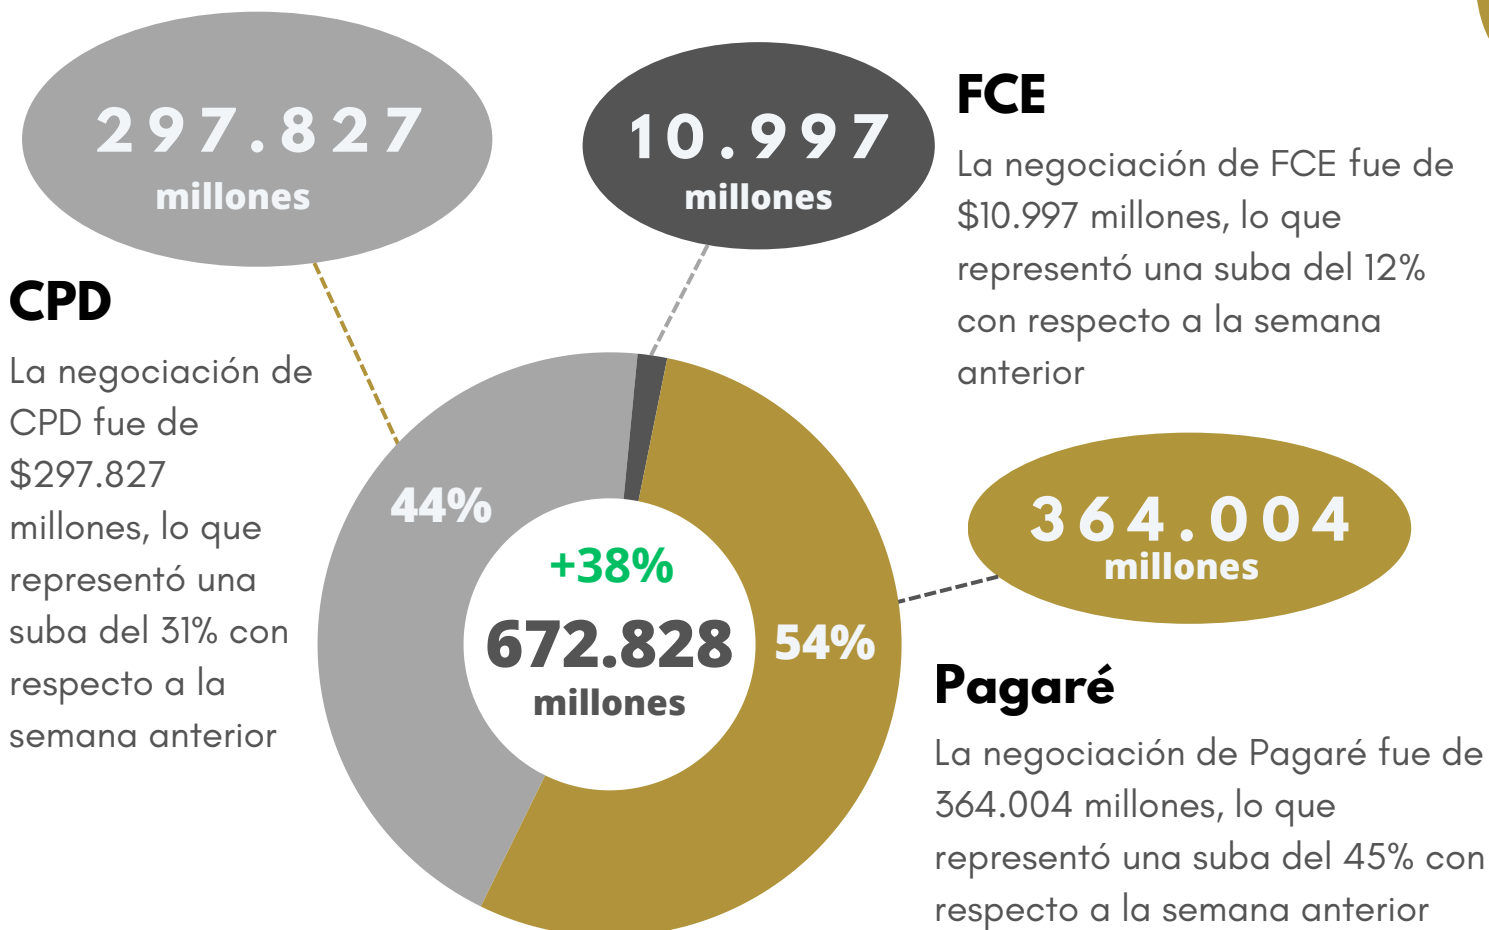 297.827
millones
CPD
La negociación de
CPD fue de
$297.827
millones, lo que
representó una
suba del 31% con
respecto a la
semana anterior
10.997
millones
FCE
La negociación de FCE fue de
$10.997 millones, lo que
representó una suba del 12%
con respecto a la semana
anterior
44%
+38%
672.828
millones
54%
364.004
millones
Pagaré
La negociación de Pagaré fue de
364.004 millones, lo que
representó una suba del 45% con
respecto a la semana anterior